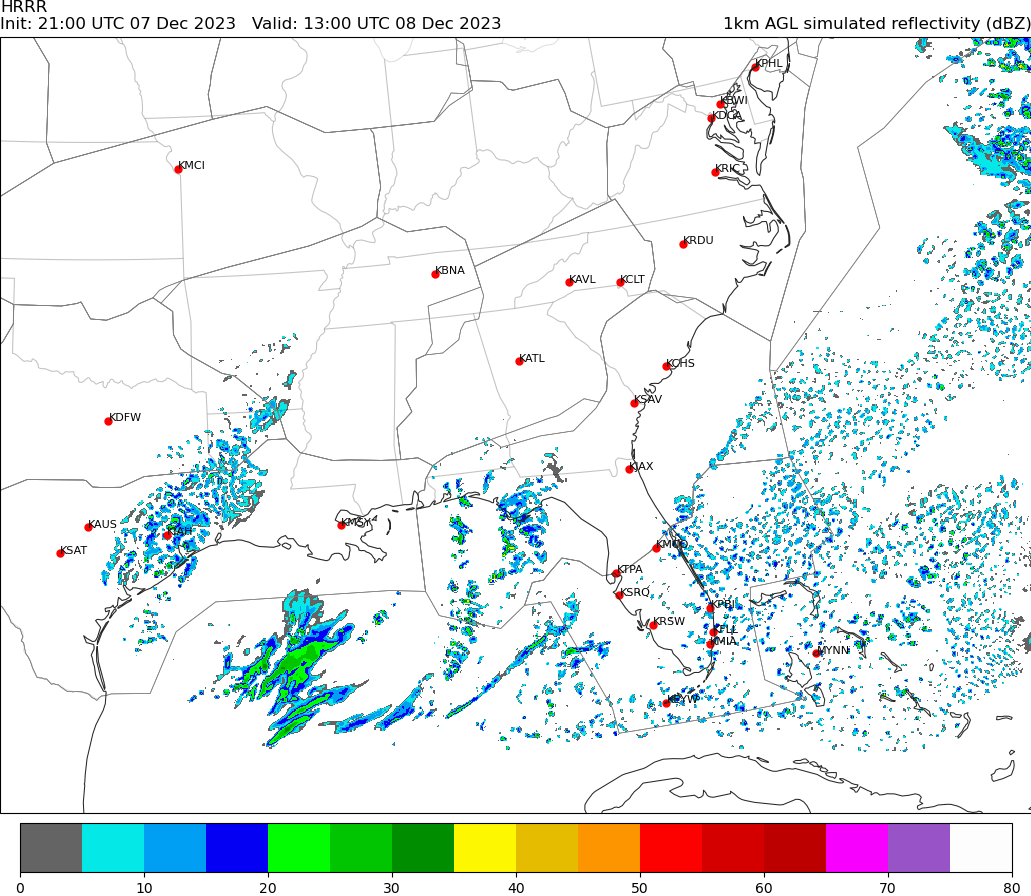 HRRR
Init: 21:00 UTC 07 Dec 2023 Valid: 13:00 UTC 08 Dec 2023 1km AGL simulated reflectivity (dBZ)
KPHL
KBWI
KDCA
KMCI
KRIC
KRDU
KBNA
KAVL KCLT
KATL
KCHS
KSAV
KDFW
KJAX
KAUS
KMSY
KIAH
KSAT
KMCO
KTPA
KSRQ
KPBI
KRSW
KFLL
KMIA
MYNN
KEYW
0 10 20 30 40 50 60 70 80